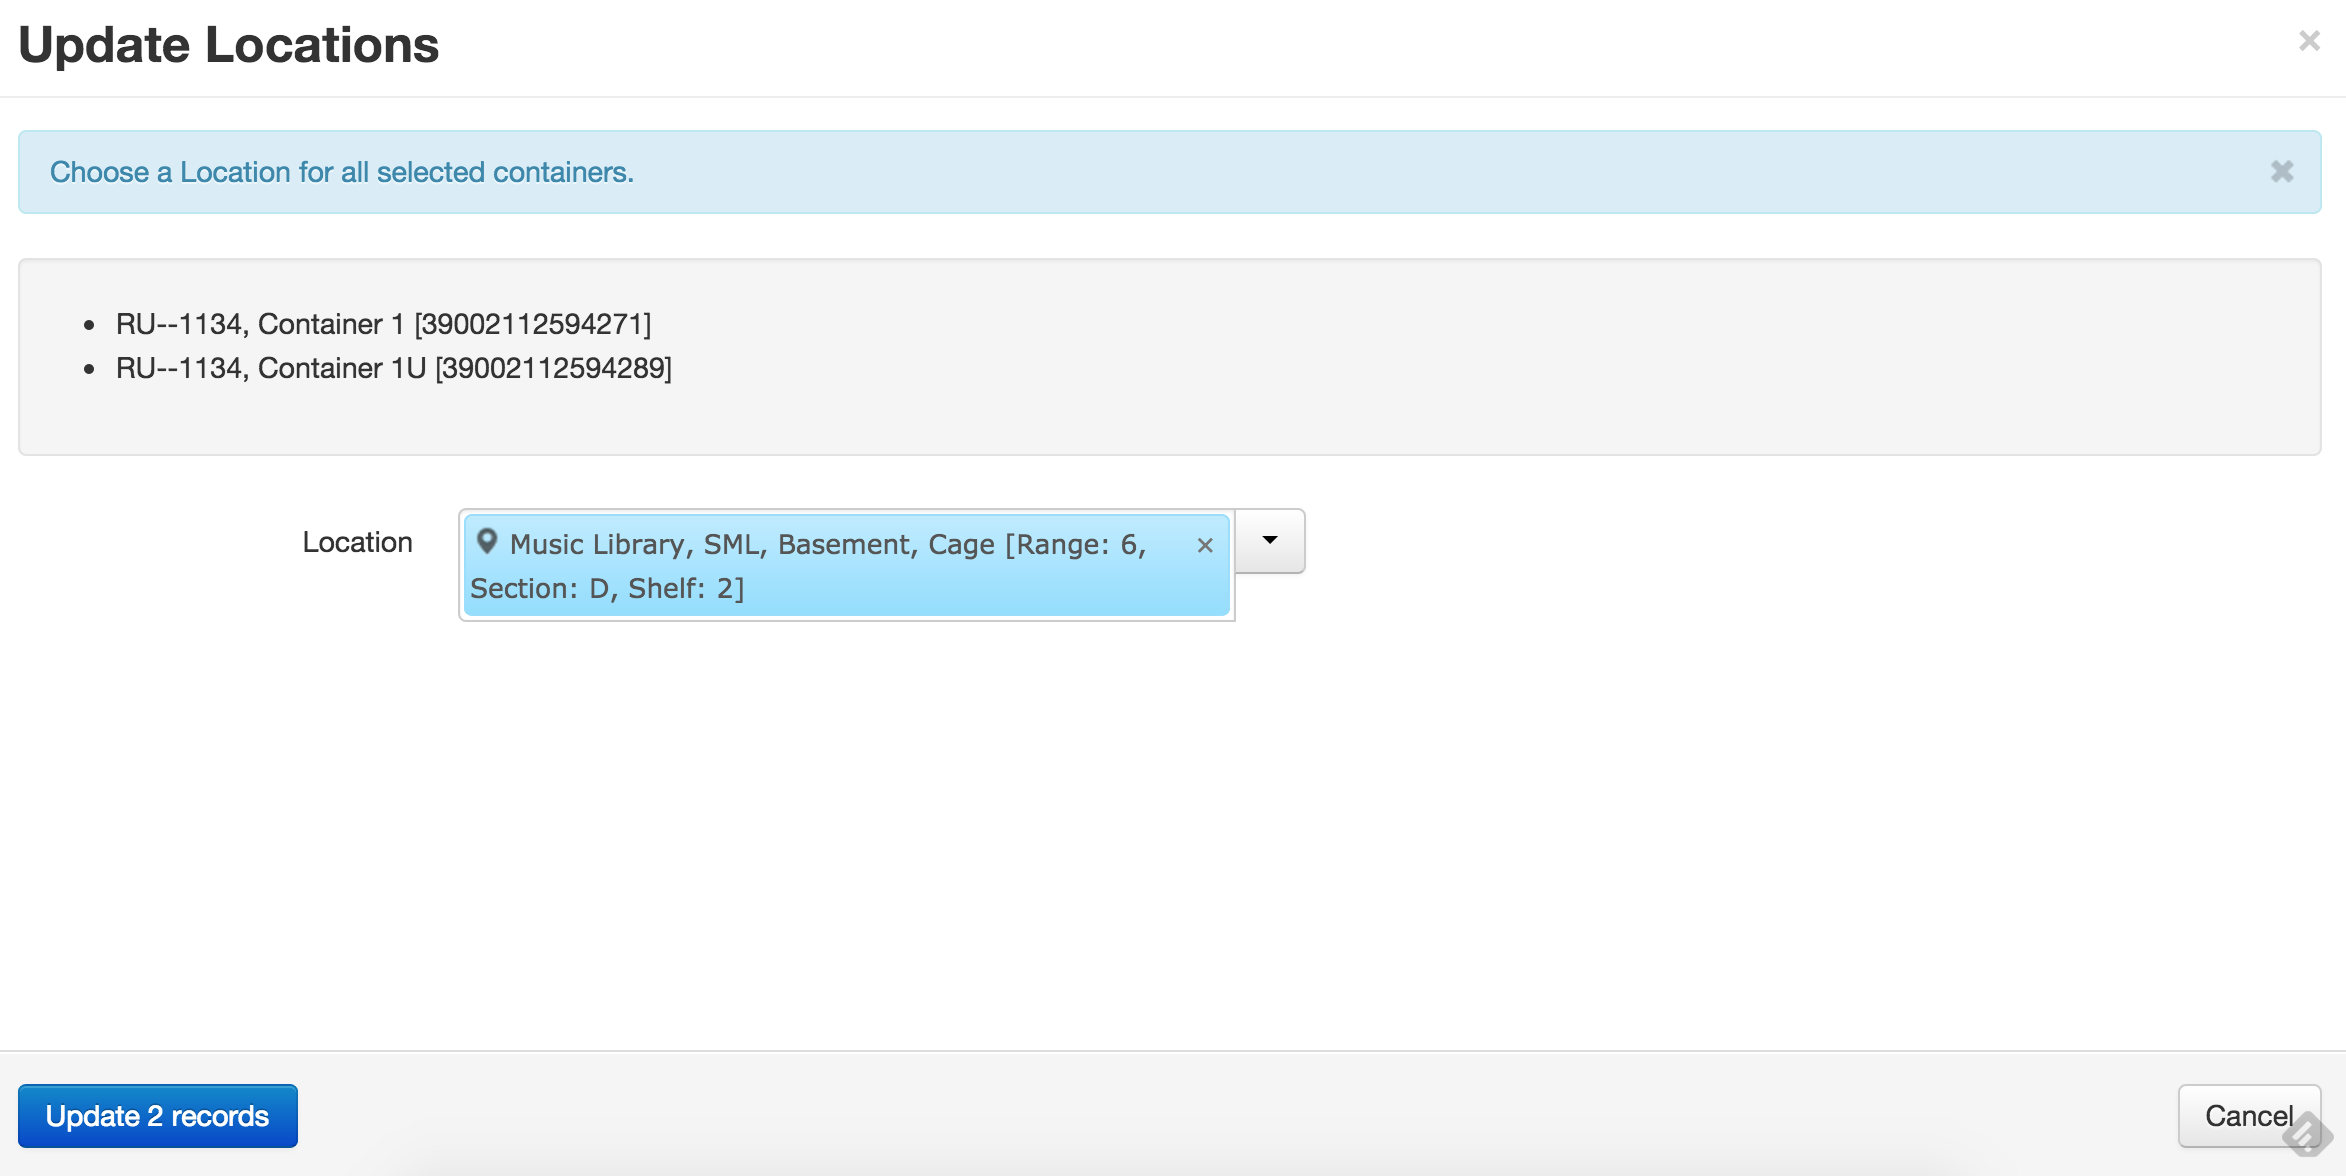 Update Locations
Choose a Location for all selected containers.
RU--1134, Container 1 [39002112594271]
RU--1134, Container 1U [39002112594289]
Location
Music Library, SML, Basement, Cage [Range: 6,
Section: D, Shelf: 2]
Update 2 records
Cancel